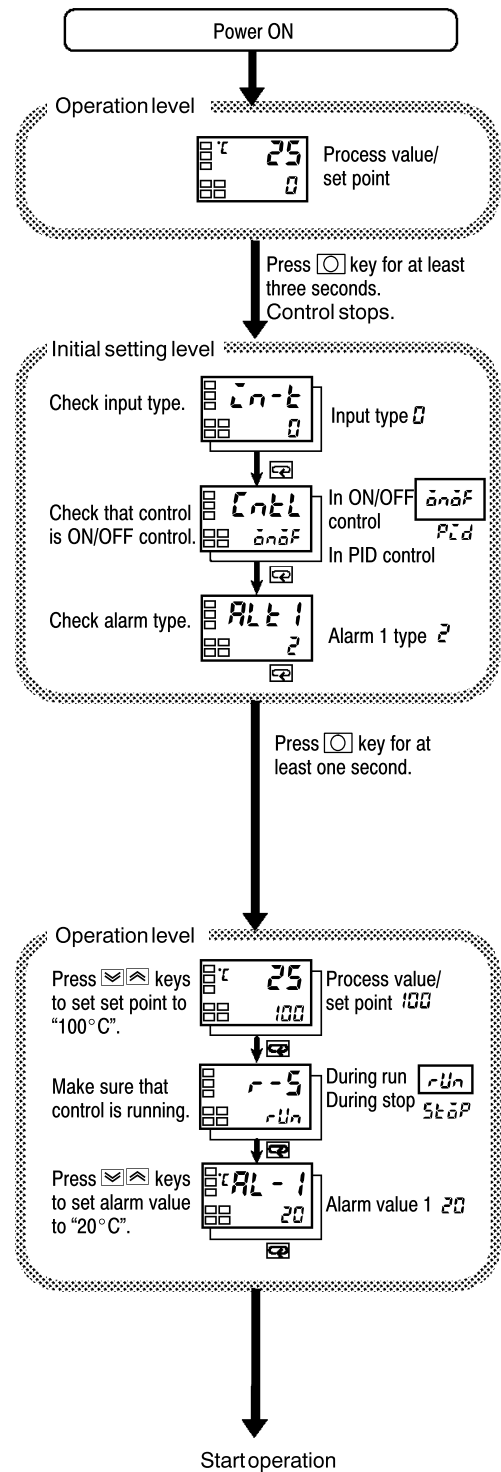 Power ON
Operation level
℃ 25
0
Process value/
set point
Press key for at least
three seconds.
Control stops.
Initial setting level
Check input type.
in-t
0
Input type 0
Check that control
is ON/OFF control.
Cntl
onof
In ON/OFF
control
onof
pid
In PID control
Check alarm type.
ALt1
2
Alarm 1 type 2
Press key for at
least one second.
Operation level
Press keys
to set set point to
“100°C”.
℃ 25
100
Process value/
set point 100
Make sure that
control is running.
r-S
rUn
During run rUn
During stop StoP
Press keys
to set alarm value
to “20°C”.
℃ AL-1
20
Alarm value 1 20
Start operation